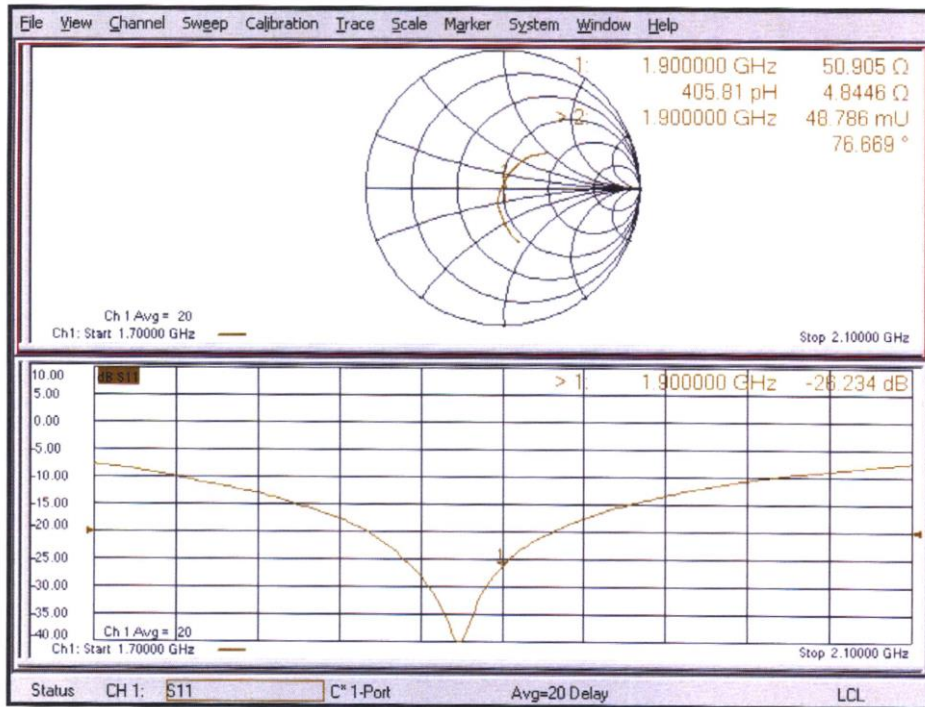 File View Channel Sweep Calibration Trace Scale Marker System Window Help
1: 1.900000 GHz 50.905 Ω
405.81 pH 4.8446 Ω
> 2: 1.900000 GHz 48.786 mU
76.669 °
Ch 1 Avg = 20
Ch1: Start 1.70000 GHz
Stop 2.10000 GHz
10.00
dB S11
> 1: 1.900000 GHz -26.234 dB
5.00
0.00
-5.00
-10.00
-15.00
-20.00
-25.00
1
-30.00
-35.00
-40.00
Ch 1 Avg = 20
Ch1: Start 1.70000 GHz
Stop 2.10000 GHz
Status CH 1: S11 C* 1-Port Avg=20 Delay LCL